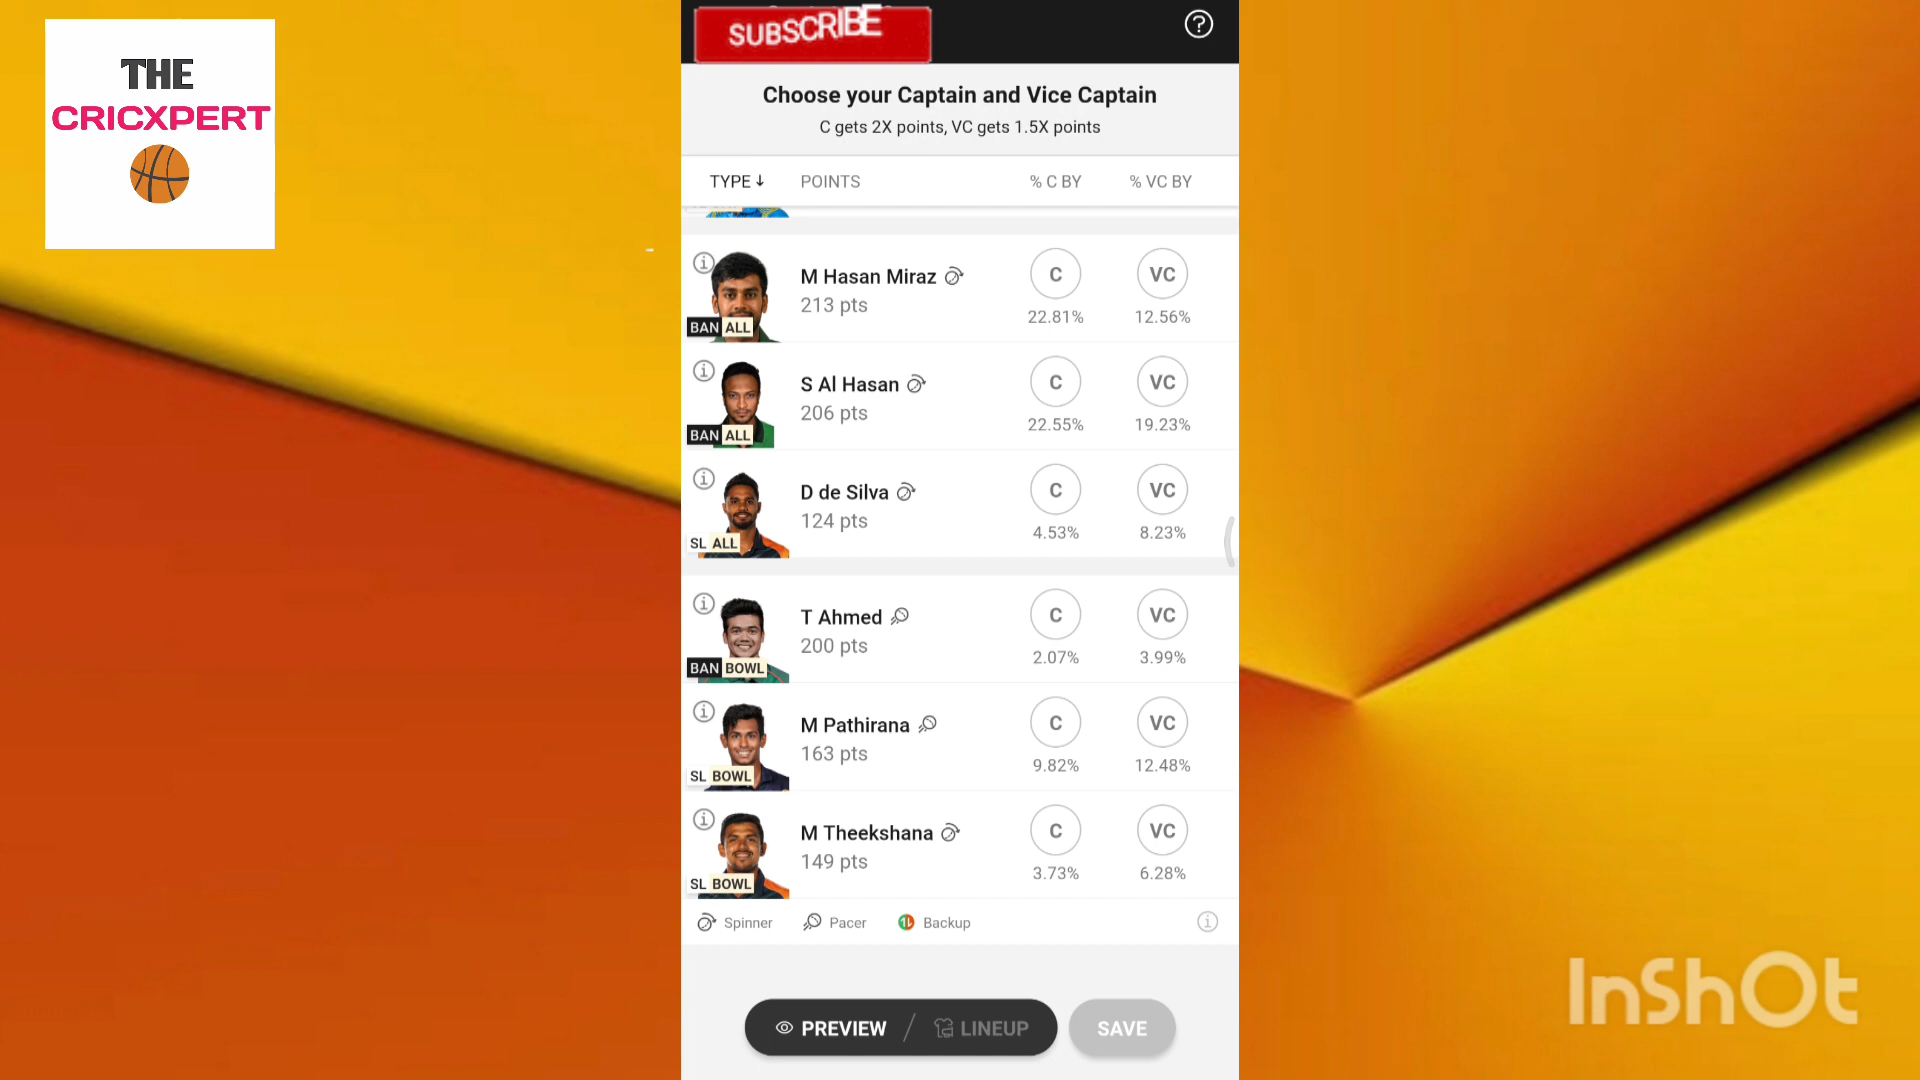 THE
CRICXPERT
SUBSCRIBE
?
Choose your Captain and Vice Captain
C gets 2X points, VC gets 1.5X points
TYPE↓ POINTS % C BY % VC BY
i M Hasan Miraz C VC
213 pts 22.81% 12.56%
BAN ALL
i S Al Hasan C VC
206 pts 22.55% 19.23%
BAN ALL
i D de Silva C VC
124 pts 4.53% 8.23%
SL ALL
i T Ahmed C VC
200 pts 2.07% 3.99%
BAN BOWL
i M Pathirana C VC
163 pts 9.82% 12.48%
SL BOWL
i M Theekshana C VC
149 pts 3.73% 6.28%
SL BOWL
Spinner Pacer Backup i
PREVIEW / LINEUP SAVE
InShOt